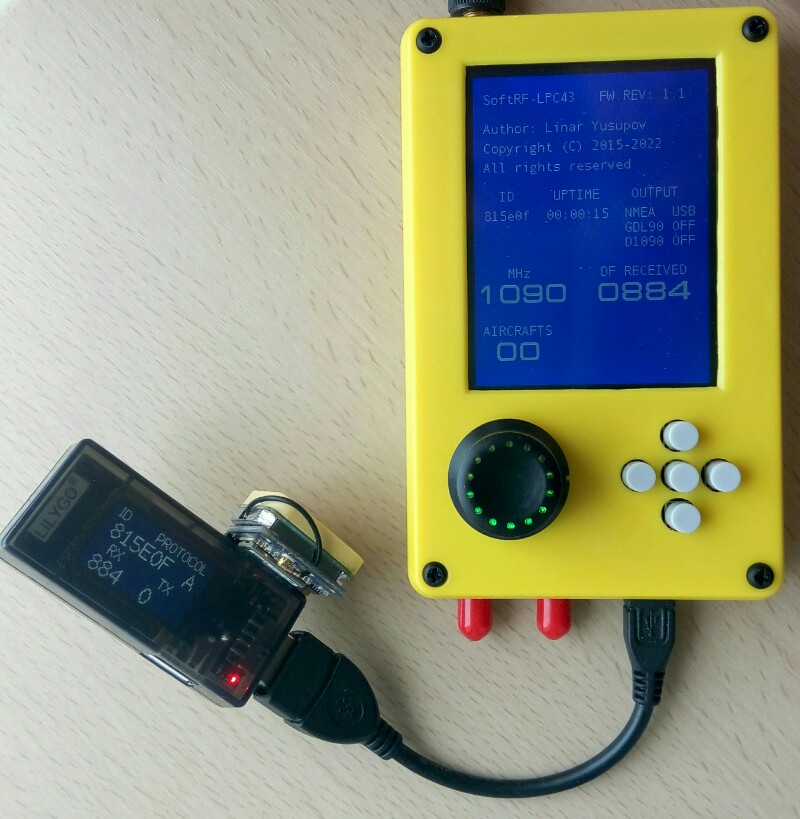 SoftRF-LPC43 FW.REV: 1.1
Author: Linar Yusupov
Copyright (C) 2015-2022
All rights reserved
ID UPTIME OUTPUT
815e0f 00:00:15 NMEA USB
GDL90 OFF
D1090 OFF
MHz DF RECEIVED
1090 0884
AIRCRAFTS
00
LILYGO®
ID PROTOCOL
815E0F A
RX TX
884 0